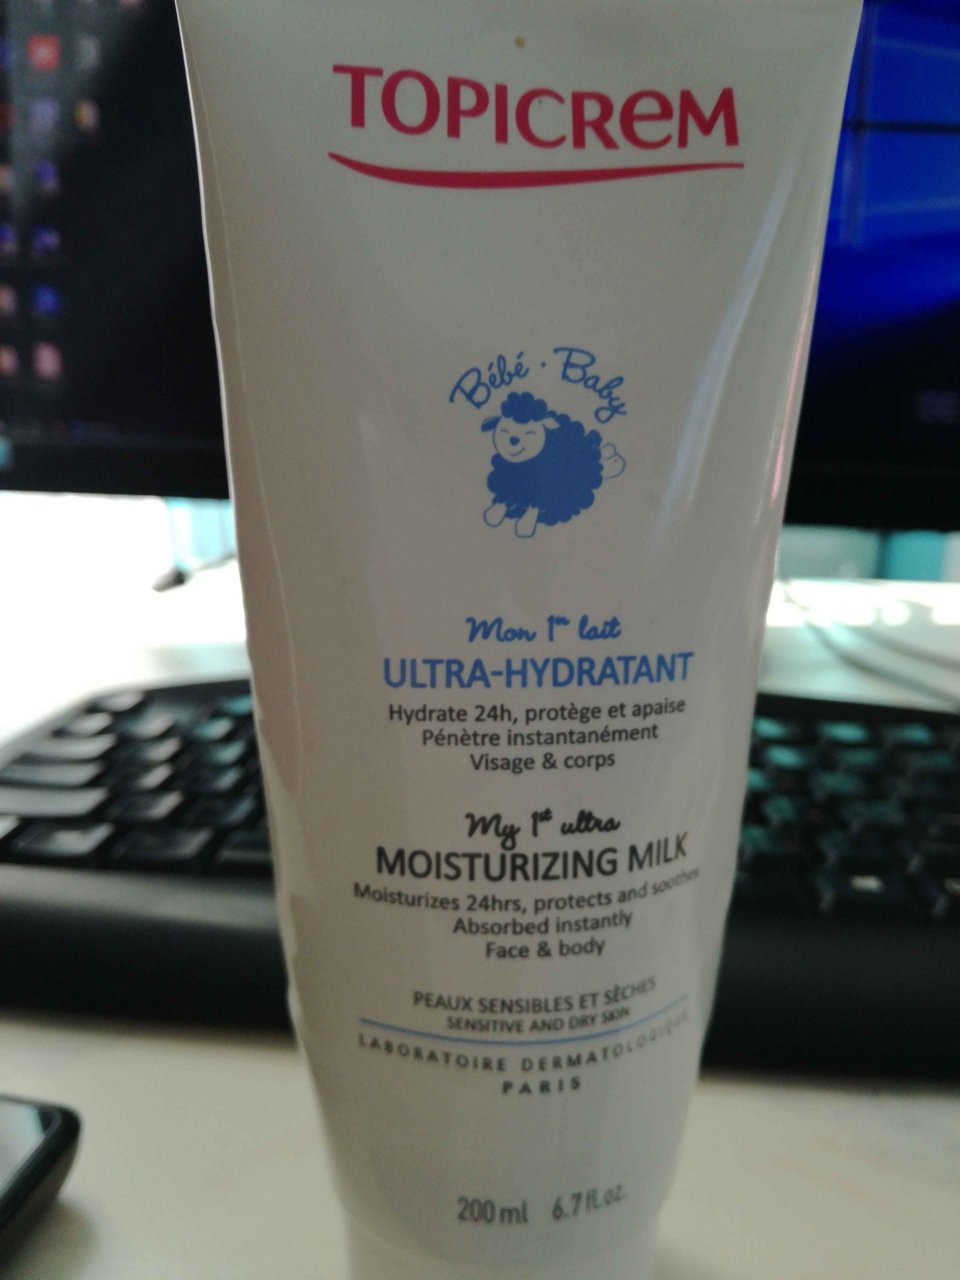 TOPICREM
Bébé · Baby
Mon 1er lait
ULTRA-HYDRATANT
Hydrate 24h, protège et apaise
Pénètre instantanément
Visage & corps
My 1st ultra
MOISTURIZING MILK
Moisturizes 24hrs, protects and soothes
Absorbed instantly
Face & body
PEAUX SENSIBLES ET SÈCHES
SENSITIVE AND DRY SKIN
LABORATOIRE DERMATOLOGIQUE
PARIS
200 ml 6.7 fl.oz.